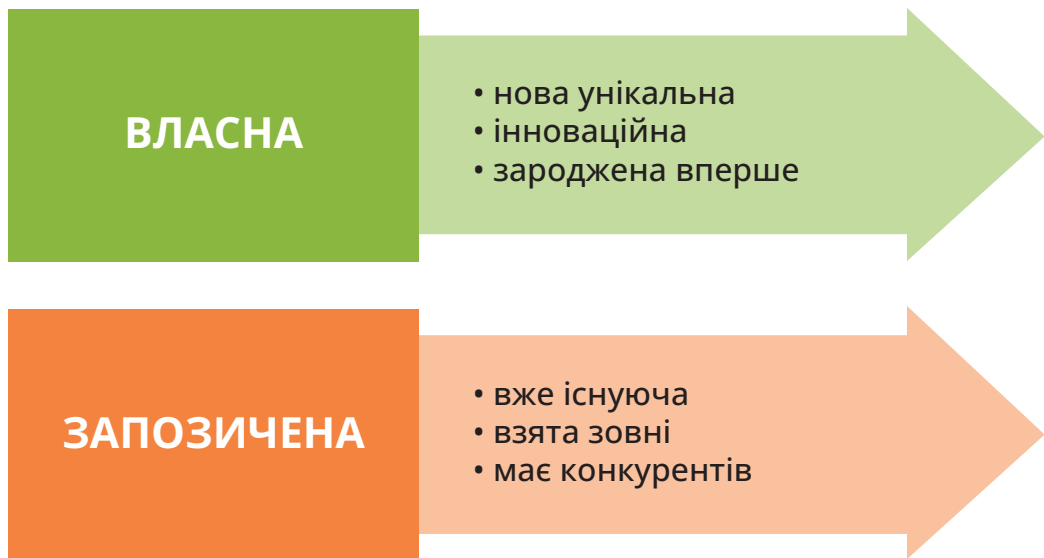 ВЛАСНА
• нова унікальна
• інноваційна
• зароджена вперше
ЗАПОЗИЧЕНА
• вже існуюча
• взята зовні
• має конкурентів